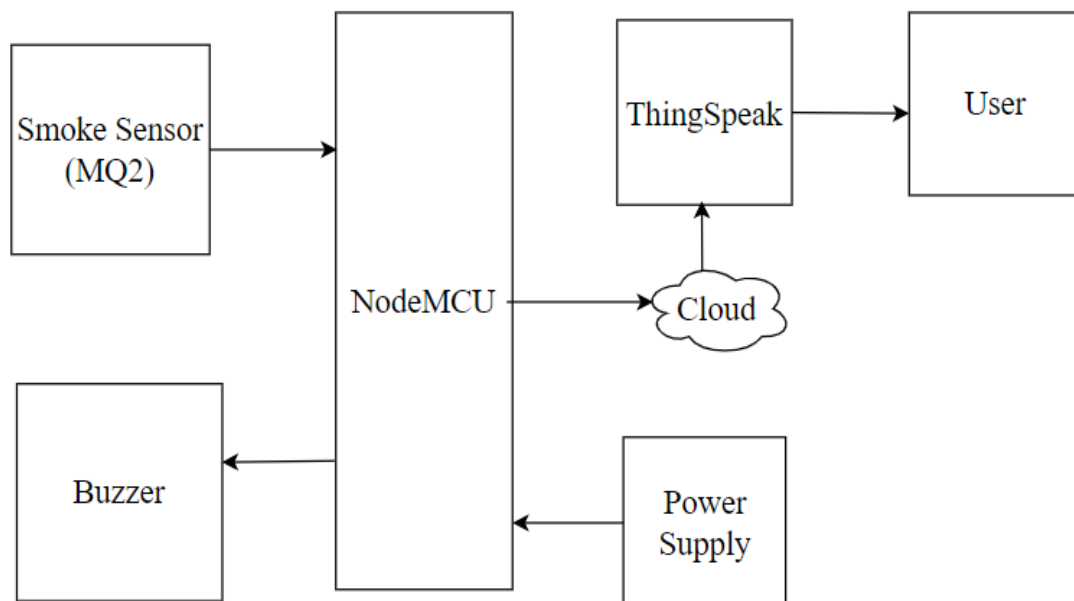 Smoke Sensor
(MQ2)
NodeMCU
ThingSpeak
User
Cloud
Buzzer
Power
Supply